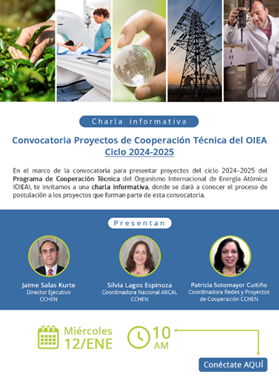 Charla informativa
Convocatoria Proyectos de Cooperación Técnica del OIEA
Ciclo 2024-2025
En el marco de la convocatoria para presentar proyectos del ciclo 2024-2025 del
Programa de Cooperación Técnica del Organismo Internacional de Energía Atómica
(OIEA), te invitamos a una charla informativa, donde se dará a conocer el proceso de
postulación a los proyectos que forman parte de esta convocatoria.
Presentan
Jaime Salas Kurte
Director Ejecutivo
CCHEN
Silvia Lagos Espinoza
Coordinadora Nacional ARCAL
CCHEN
Patricia Sotomayor Cuitiño
Coordinadora Redes y Proyectos
de Cooperación CCHEN
Miércoles
12/ENE
10
AM
Conéctate AQUÍ